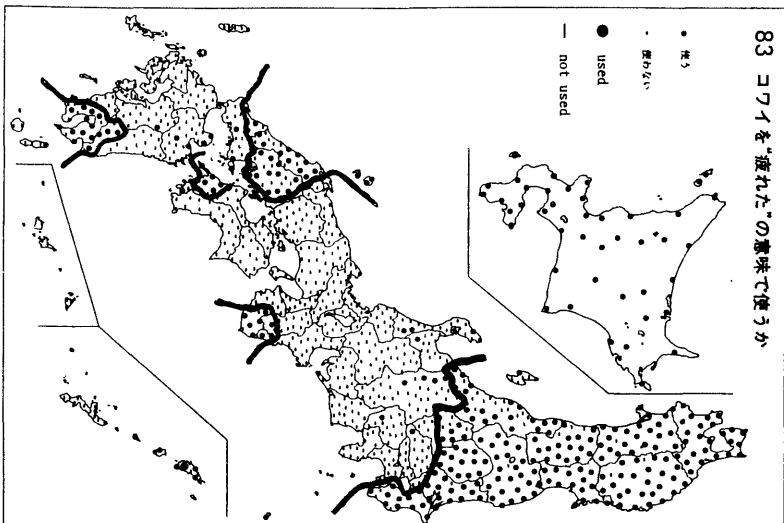 83 コワイを"疲れた"の意味で使うか
● 使う
- 使わない
● used
— not used